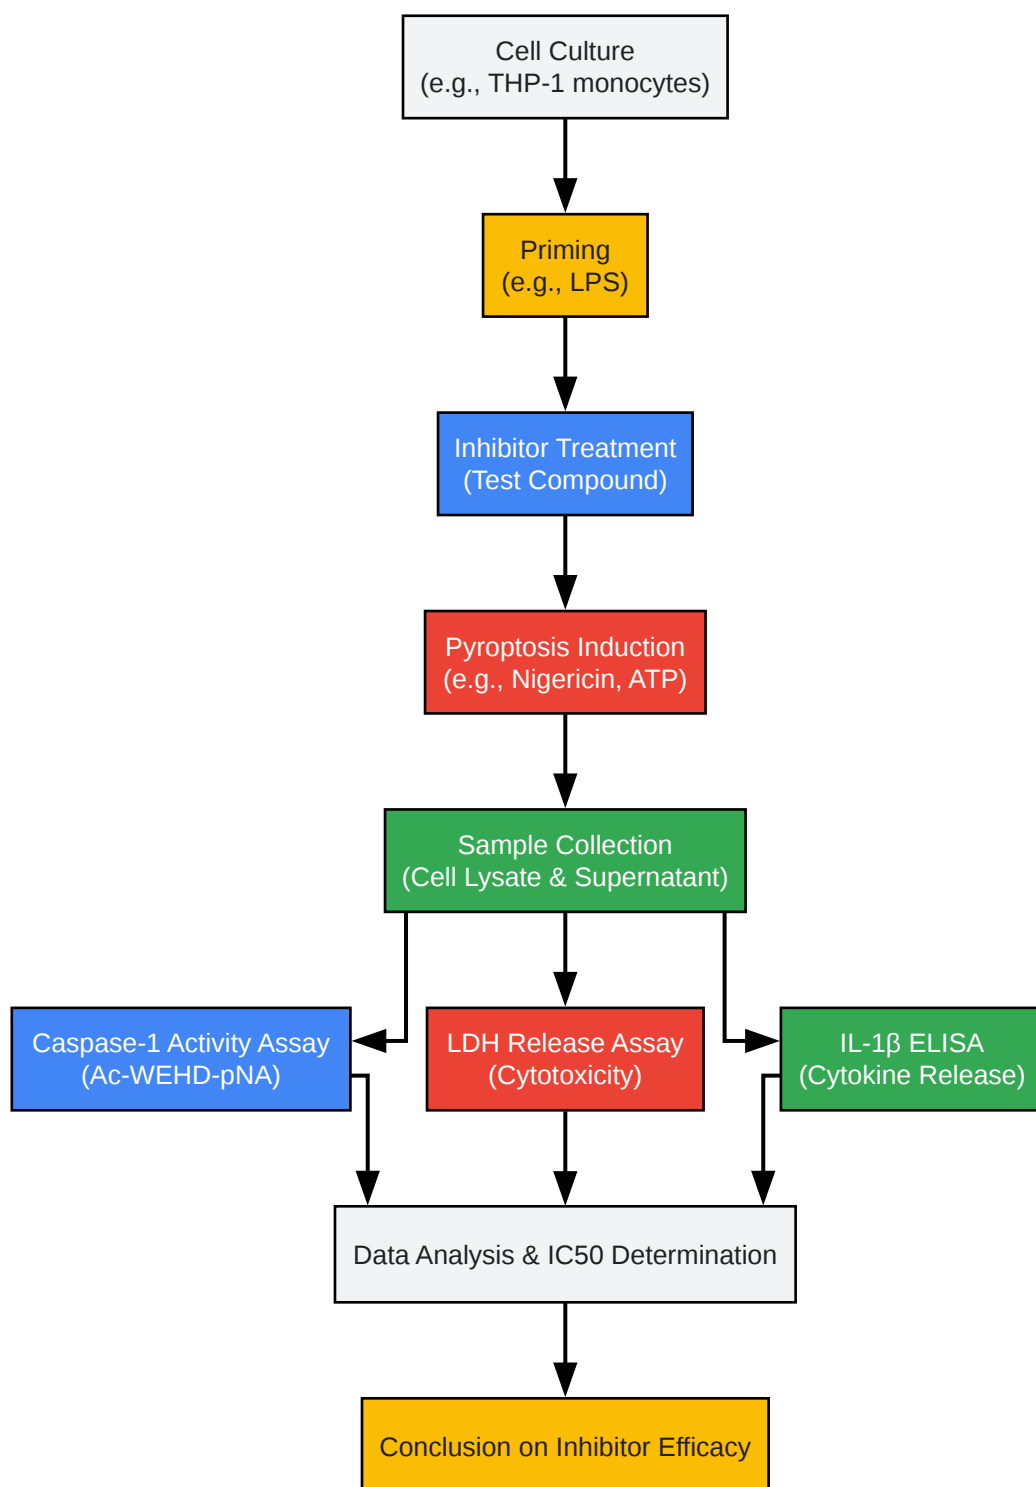 Cell Culture
(e.g., THP-1 monocytes)
Priming
(e.g., LPS)
Inhibitor Treatment
(Test Compound)
Pyroptosis Induction
(e.g., Nigericin, ATP)
Sample Collection
(Cell Lysate & Supernatant)
Caspase-1 Activity Assay
(Ac-WEHD-pNA)
LDH Release Assay
(Cytotoxicity)
IL-1β ELISA
(Cytokine Release)
Data Analysis & IC50 Determination
Conclusion on Inhibitor Efficacy